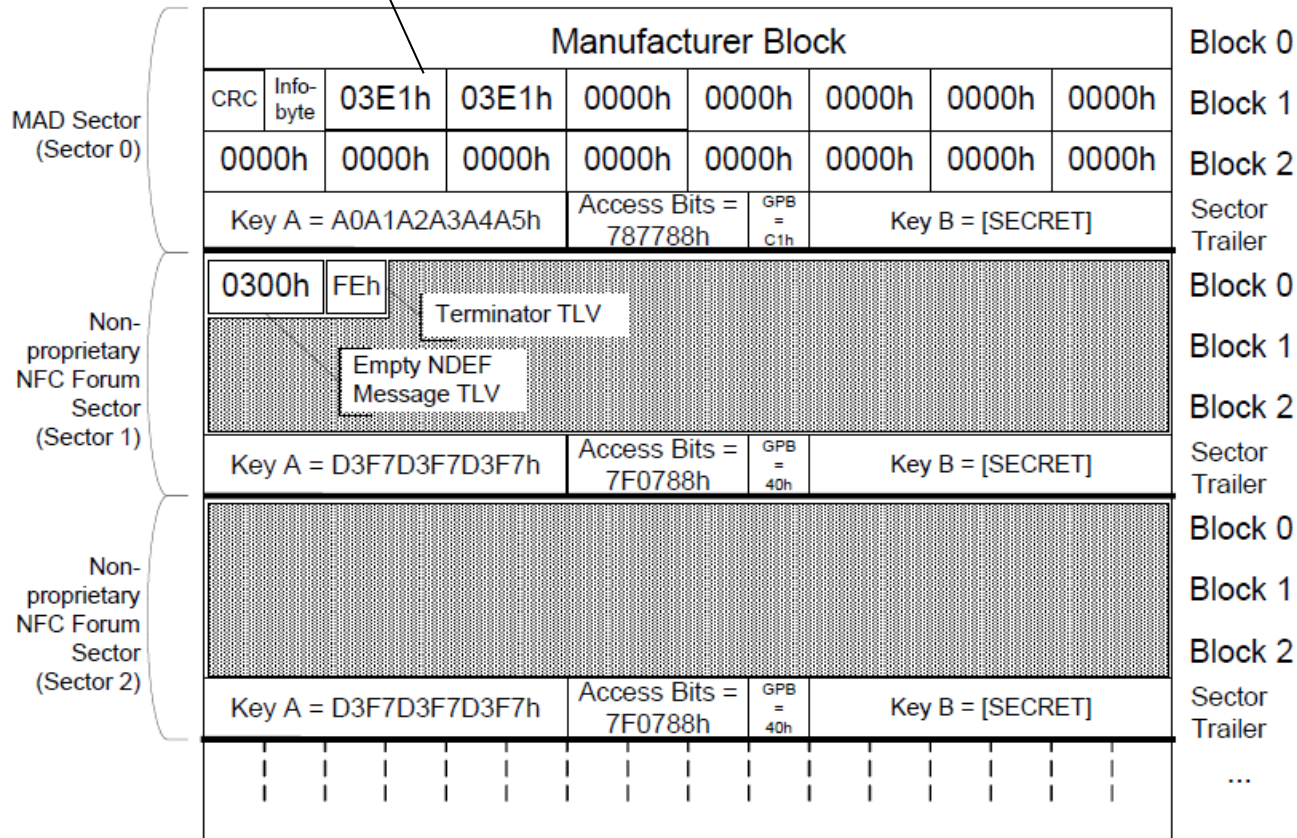 Manufacturer Block
Block 0
MAD Sector
(Sector 0)
CRC
Info-
byte
03E1h 03E1h 0000h 0000h 0000h 0000h 0000h
Block 1
0000h 0000h 0000h 0000h 0000h 0000h 0000h 0000h
Block 2
Key A = A0A1A2A3A4A5h
Access Bits =
787788h
GPB
=
C1h
Key B = [SECRET]
Sector
Trailer
Non-
proprietary
NFC Forum
Sector
(Sector 1)
0300h
FEh
Terminator TLV
Empty NDEF
Message TLV
Block 0
Block 1
Block 2
Key A = D3F7D3F7D3F7h
Access Bits =
7F0788h
GPB
=
40h
Key B = [SECRET]
Sector
Trailer
Non-
proprietary
NFC Forum
Sector
(Sector 2)
Block 0
Block 1
Block 2
Key A = D3F7D3F7D3F7h
Access Bits =
7F0788h
GPB
=
40h
Key B = [SECRET]
Sector
Trailer
...